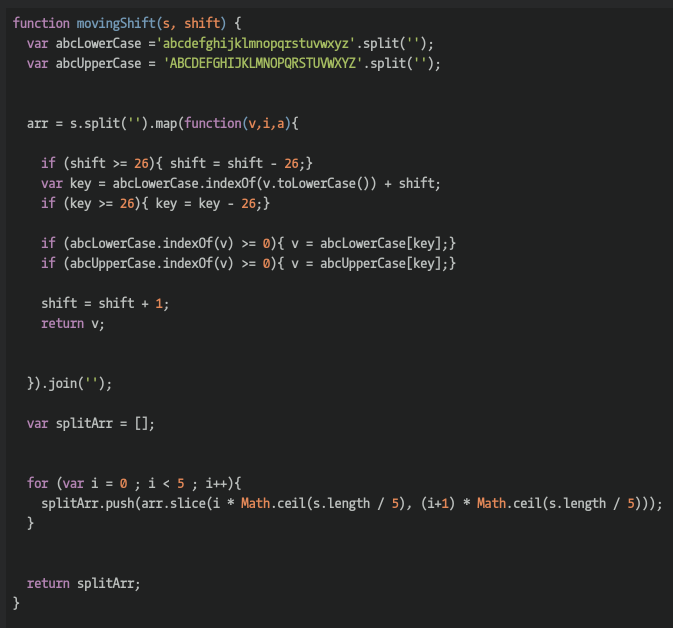 function movingShift(s, shift) {
var abcLowerCase ='abcdefghijklmnopqrstuvwxyz'.split('');
var abcUpperCase = 'ABCDEFGHIJKLMNOPQRSTUVWXYZ'.split('');
arr = s.split('').map(function(v,i,a){
if (shift >= 26){ shift = shift - 26;}
var key = abcLowerCase.indexOf(v.toLowerCase()) + shift;
if (key >= 26){ key = key - 26;}
if (abcLowerCase.indexOf(v) >= 0){ v = abcLowerCase[key];}
if (abcUpperCase.indexOf(v) >= 0){ v = abcUpperCase[key];}
shift = shift + 1;
return v;
}).join('');
var splitArr = [];
for (var i = 0 ; i < 5 ; i++){
splitArr.push(arr.slice(i * Math.ceil(s.length / 5), (i+1) * Math.ceil(s.length / 5)));
}
return splitArr;
}